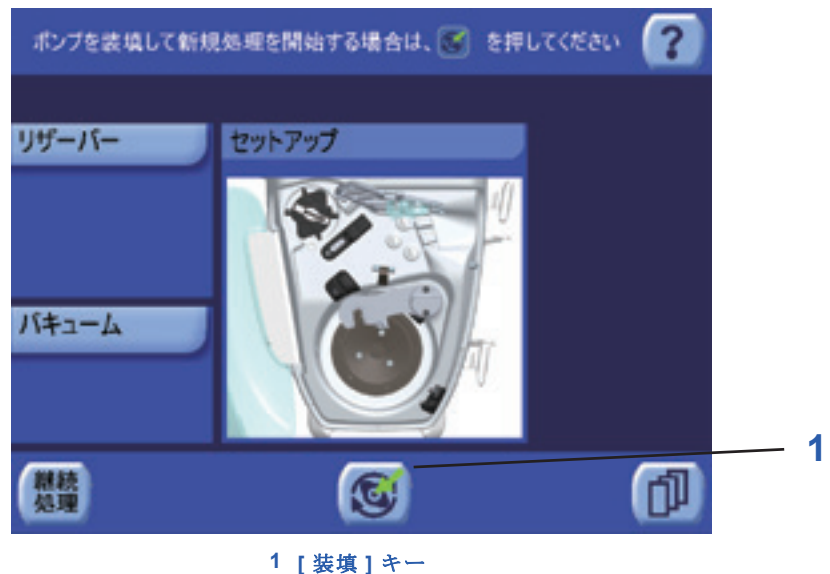 ポンプを装填して新規処理を開始する場合は、 を押してください
?
リザーバー
セットアップ
バキューム
1
継続
処理
1 [ 装填 ] キー